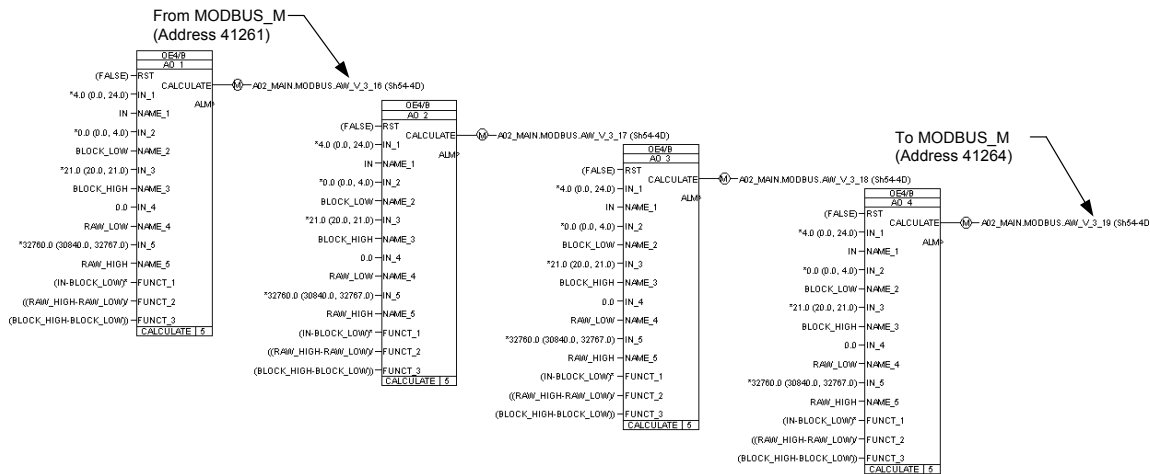 From MODBUS_M
(Address 41261)
OE4/B
AO_1
(FALSE) RST
CALCULATE M A02_MAIN.MODBUS.AW_V_3_16 (Sh54-4D)
ALM
*4.0 (0.0, 24.0) IN_1
IN NAME_1
*0.0 (0.0, 4.0) IN_2
BLOCK_LOW NAME_2
*21.0 (20.0, 21.0) IN_3
BLOCK_HIGH NAME_3
0.0 IN_4
RAW_LOW NAME_4
*32760.0 (30840.0, 32767.0) IN_5
RAW_HIGH NAME_5
(IN-BLOCK_LOW)* FUNCT_1
((RAW_HIGH-RAW_LOW)/ FUNCT_2
(BLOCK_HIGH-BLOCK_LOW)) FUNCT_3
CALCULATE | 5
OE4/B
AO_2
(FALSE) RST
CALCULATE M A02_MAIN.MODBUS.AW_V_3_17 (Sh54-4D)
ALM
*4.0 (0.0, 24.0) IN_1
IN NAME_1
*0.0 (0.0, 4.0) IN_2
BLOCK_LOW NAME_2
*21.0 (20.0, 21.0) IN_3
BLOCK_HIGH NAME_3
0.0 IN_4
RAW_LOW NAME_4
*32760.0 (30840.0, 32767.0) IN_5
RAW_HIGH NAME_5
(IN-BLOCK_LOW)* FUNCT_1
((RAW_HIGH-RAW_LOW)/ FUNCT_2
(BLOCK_HIGH-BLOCK_LOW)) FUNCT_3
CALCULATE | 5
OE4/B
AO_3
(FALSE) RST
CALCULATE M A02_MAIN.MODBUS.AW_V_3_18 (Sh54-4D)
ALM
*4.0 (0.0, 24.0) IN_1
IN NAME_1
*0.0 (0.0, 4.0) IN_2
BLOCK_LOW NAME_2
*21.0 (20.0, 21.0) IN_3
BLOCK_HIGH NAME_3
0.0 IN_4
RAW_LOW NAME_4
*32760.0 (30840.0, 32767.0) IN_5
RAW_HIGH NAME_5
(IN-BLOCK_LOW)* FUNCT_1
((RAW_HIGH-RAW_LOW)/ FUNCT_2
(BLOCK_HIGH-BLOCK_LOW)) FUNCT_3
CALCULATE | 5
To MODBUS_M
(Address 41264)
OE4/B
AO_4
(FALSE) RST
CALCULATE M A02_MAIN.MODBUS.AW_V_3_19 (Sh54-4D
ALM
*4.0 (0.0, 24.0) IN_1
IN NAME_1
*0.0 (0.0, 4.0) IN_2
BLOCK_LOW NAME_2
*21.0 (20.0, 21.0) IN_3
BLOCK_HIGH NAME_3
0.0 IN_4
RAW_LOW NAME_4
*32760.0 (30840.0, 32767.0) IN_5
RAW_HIGH NAME_5
(IN-BLOCK_LOW)* FUNCT_1
((RAW_HIGH-RAW_LOW)/ FUNCT_2
(BLOCK_HIGH-BLOCK_LOW)) FUNCT_3
CALCULATE | 5